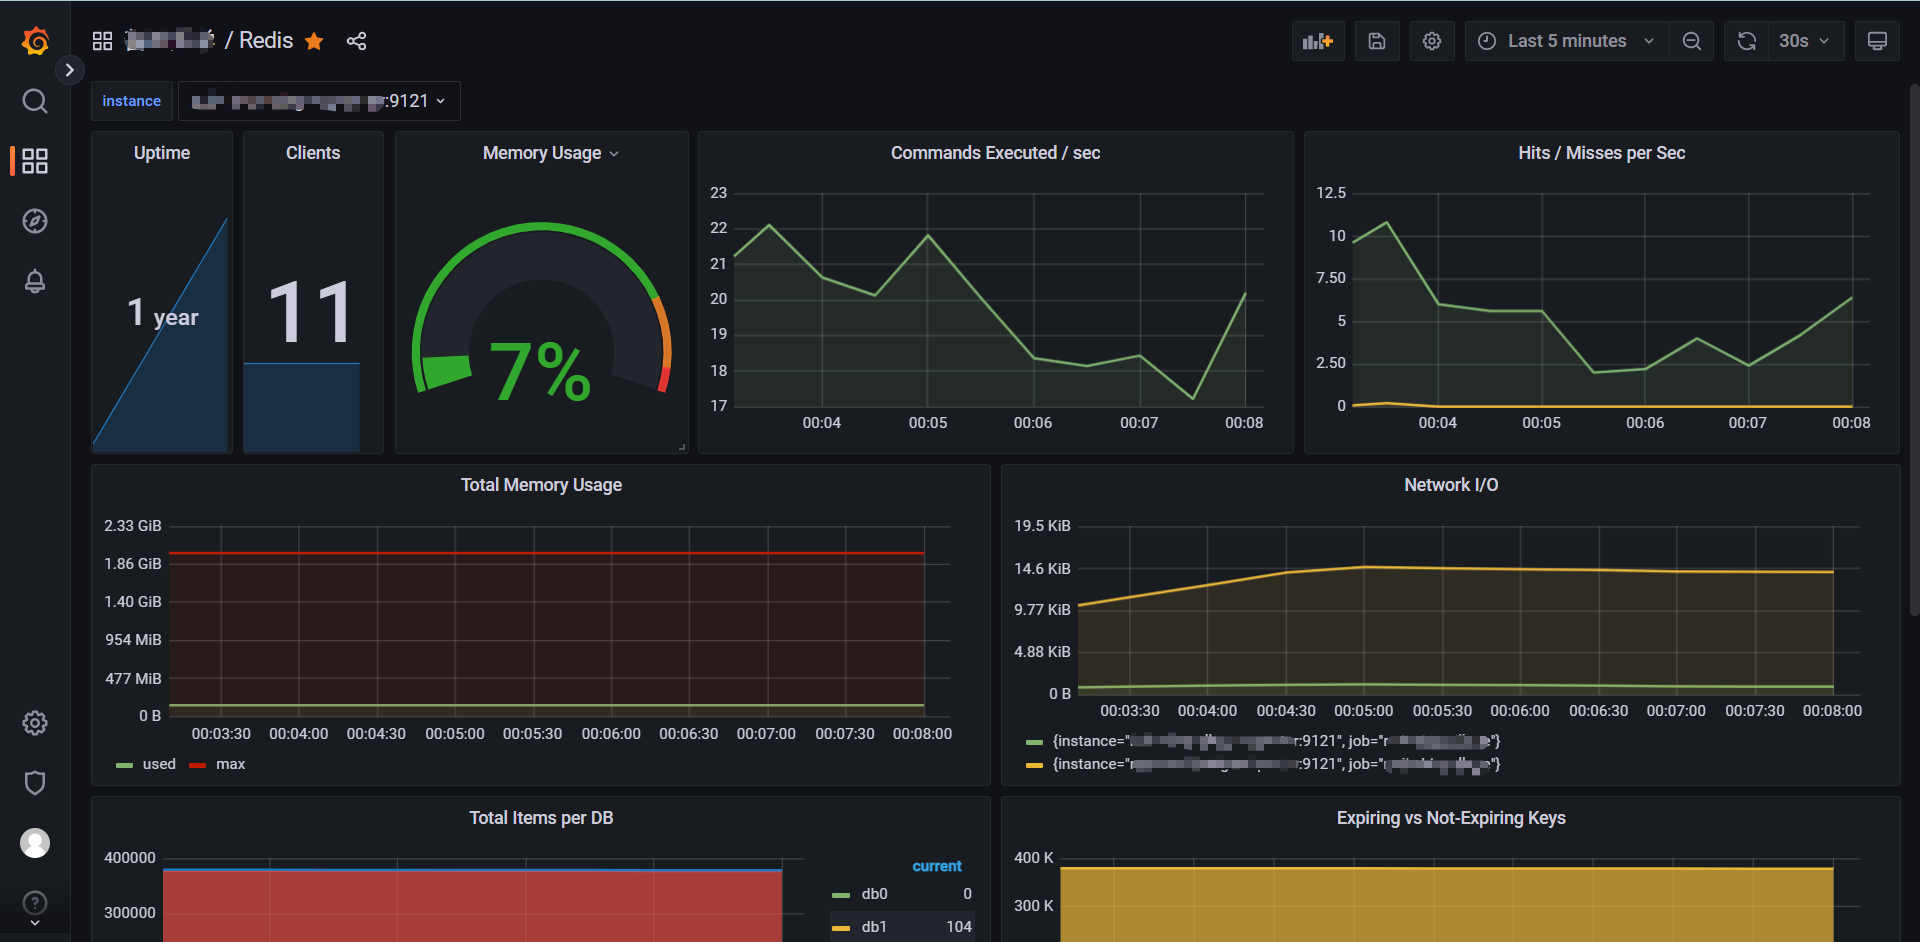 / Redis
Last 5 minutes
30s
instance
:9121
Uptime
1 year
Clients
11
Memory Usage
7%
Commands Executed / sec
23
22
21
20
19
18
17
00:04 00:05 00:06 00:07 00:08
Hits / Misses per Sec
12.5
10
7.50
5
2.50
0
00:04 00:05 00:06 00:07 00:08
Total Memory Usage
2.33 GiB
1.86 GiB
1.40 GiB
954 MiB
477 MiB
0 B
00:03:30 00:04:00 00:04:30 00:05:00 00:05:30 00:06:00 00:06:30 00:07:00 00:07:30 00:08:00
used max
Network I/O
19.5 KiB
14.6 KiB
9.77 KiB
4.88 KiB
0 B
00:03:30 00:04:00 00:04:30 00:05:00 00:05:30 00:06:00 00:06:30 00:07:00 00:07:30 00:08:00
{instance=" :9121", job=" "}
{instance=" :9121", job=" "}
Total Items per DB
400000
300000
current
db0 0
db1 104
Expiring vs Not-Expiring Keys
400 K
300 K